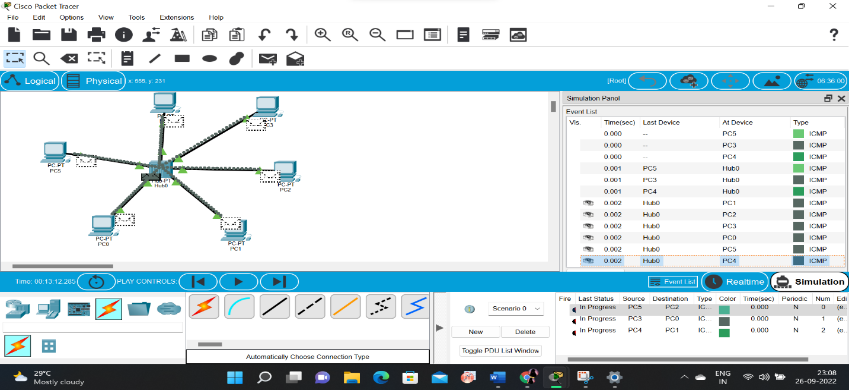 Cisco Packet Tracer
File Edit Options View Tools Extensions Help
?
Logical Physical x: 668, y: 231 [Root] 06:36:00
Simulation Panel
Event List
Vis. Time(sec) Last Device At Device Type
0.000 -- PC5 ICMP
0.000 -- PC3 ICMP
0.000 -- PC4 ICMP
0.001 PC5 Hub0 ICMP
0.001 PC3 Hub0 ICMP
0.001 PC4 Hub0 ICMP
0.002 Hub0 PC1 ICMP
0.002 Hub0 PC2 ICMP
0.002 Hub0 PC3 ICMP
0.002 Hub0 PC0 ICMP
0.002 Hub0 PC5 ICMP
0.002 Hub0 PC4 ICMP
PC-PT
PC5
PC-PT
PC2
Hub0
PC-PT
PC0
PC-PT
PC1
Time: 00:13:12.285 PLAY CONTROLS: Event List Realtime Simulation
Scenario 0
New Delete
Toggle PDU List Window
Automatically Choose Connection Type
Fire Last Status Source Destination Type Color Time(sec) Periodic Num Edi
In Progress PC5 PC2 IC... 0.000 N 0 (e...
In Progress PC3 PC0 IC... 0.000 N 1 (e...
In Progress PC4 PC1 IC... 0.000 N 2 (e...
29°C
Mostly cloudy
ENG
IN
23:08
26-09-2022